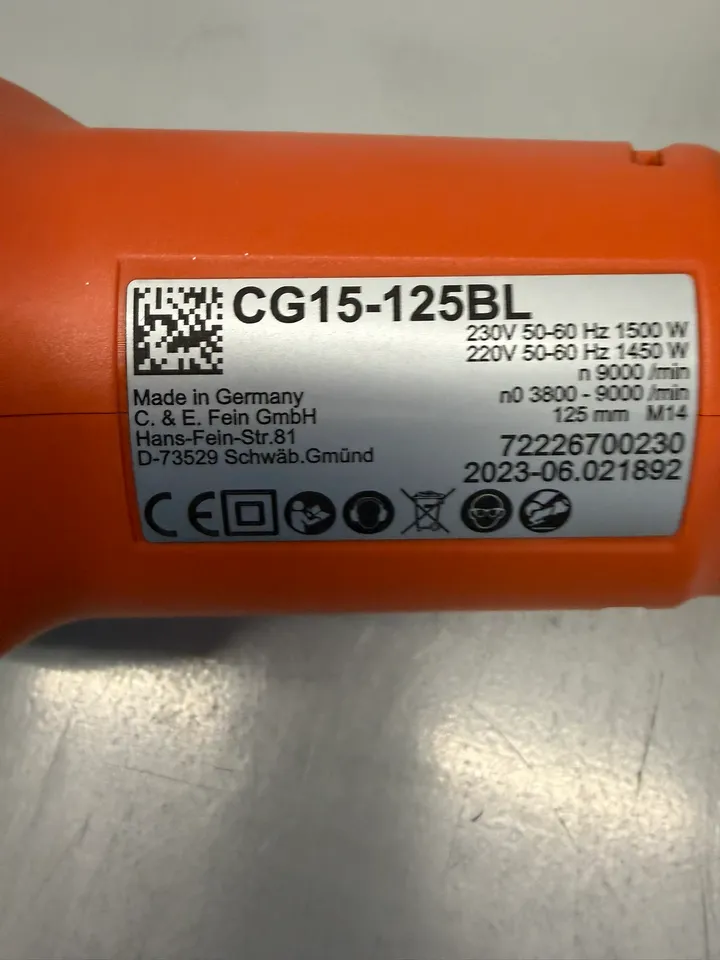 CG15-125BL
230V 50-60 Hz 1500 W
220V 50-60 Hz 1450 W
n 9000 /min
n0 3800 - 9000 /min
125 mm M14
72226700230
2023-06.021892
Made in Germany
C. & E. Fein GmbH
Hans-Fein-Str.81
D-73529 Schwäb.Gmünd
CE